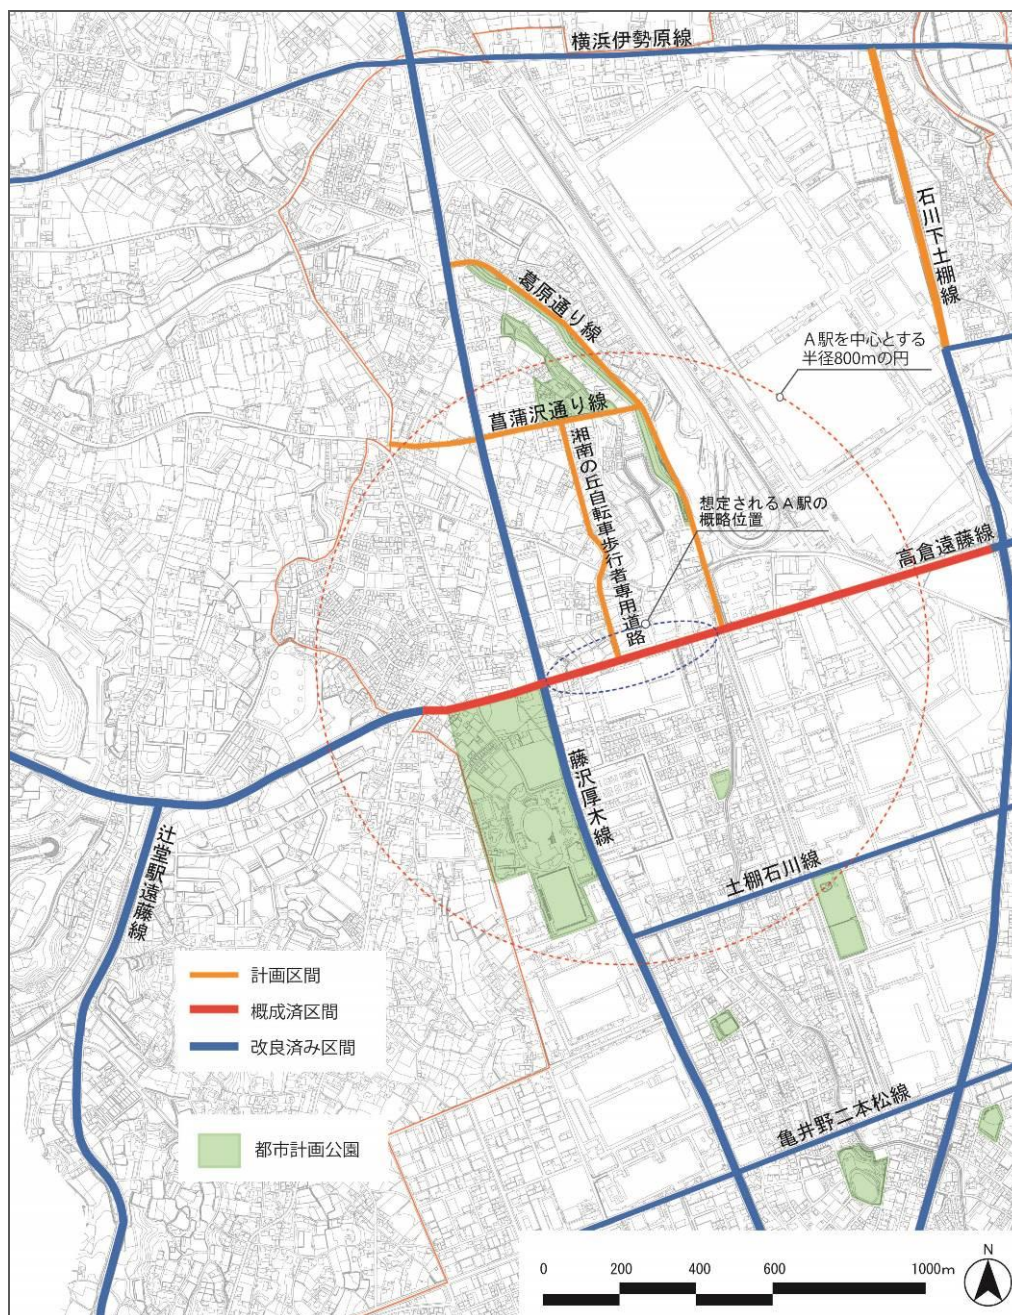 横浜伊勢原線
石川下土棚線
葛原通り線
A駅を中心とする
半径800mの円
菖蒲沢通り線
湘南の丘自転車歩行者専用道路
想定されるA駅の
概略位置
高倉遠藤線
藤沢厚木線
辻堂駅遠藤線
土棚石川線
計画区間
概成済区間
改良済み区間
都市計画公園
亀井野二本松線
0 200 400 600 1000m
N